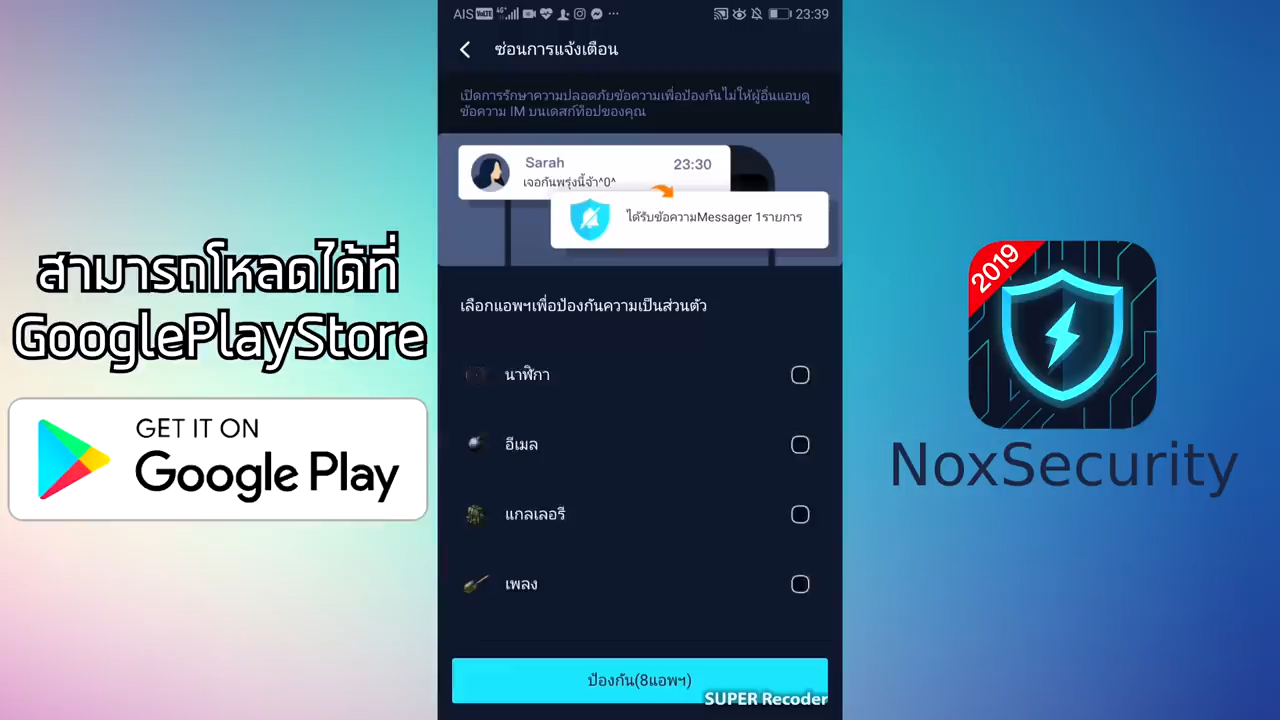 AIS VoLTE 4G 23:39
ซ่อนการแจ้งเตือน
เปิดการรักษาความปลอดภัยข้อความเพื่อป้องกันไม่ให้ผู้อื่นแอบดู
ข้อความ IM บนเดสก์ท็อปของคุณ
Sarah 23:30
เจอกันพรุ่งนี้จ้า^0^
ได้รับข้อความMessager 1รายการ
เลือกแอพฯเพื่อป้องกันความเป็นส่วนตัว
นาฬิกา
อีเมล
แกลเลอรี
เพลง
ป้องกัน(8แอพฯ)
SUPER Recoder
สามารถโหลดได้ที่
GooglePlayStore
GET IT ON
Google Play
2019
NoxSecurity